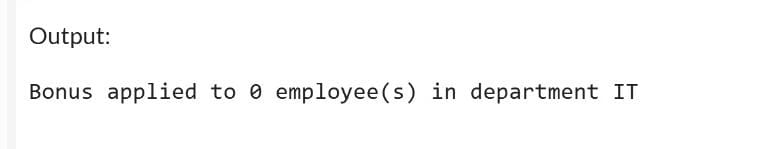 Output:
Bonus applied to 0 employee(s) in department IT